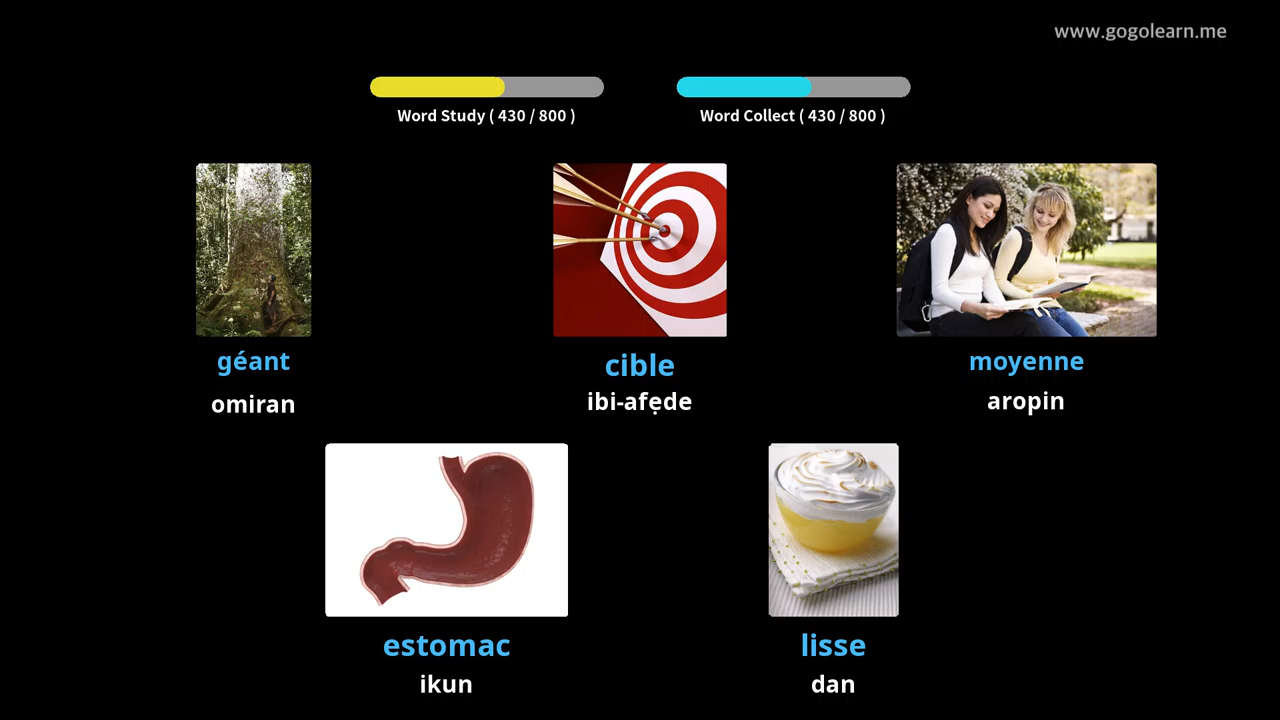 www.gogolearn.me
Word Study ( 430 / 800 )
Word Collect ( 430 / 800 )
géant
omiran
cible
ibi-afẹde
moyenne
aropin
estomac
ikun
lisse
dan